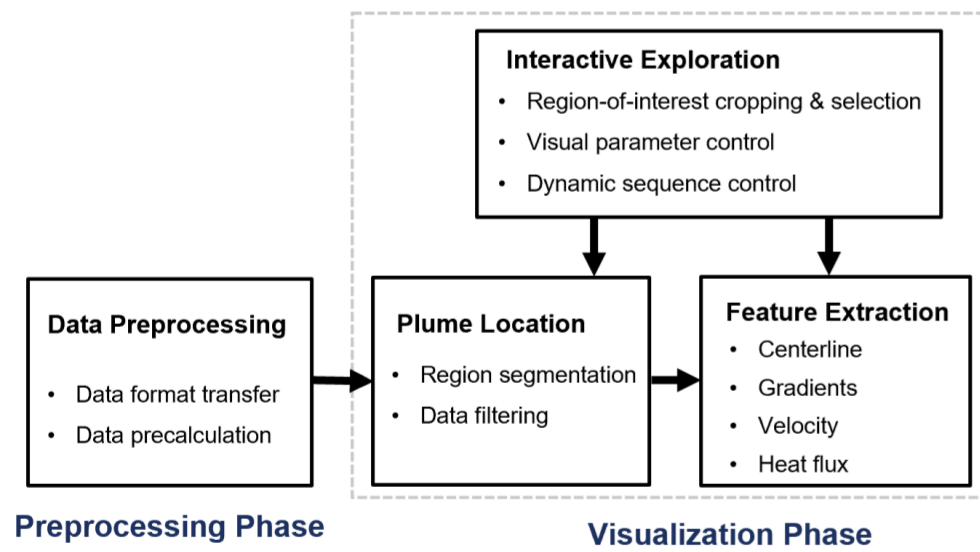 Interactive Exploration
• Region-of-interest cropping & selection
• Visual parameter control
• Dynamic sequence control
Data Preprocessing
• Data format transfer
• Data precalculation
Plume Location
• Region segmentation
• Data filtering
Feature Extraction
• Centerline
• Gradients
• Velocity
• Heat flux
Preprocessing Phase
Visualization Phase